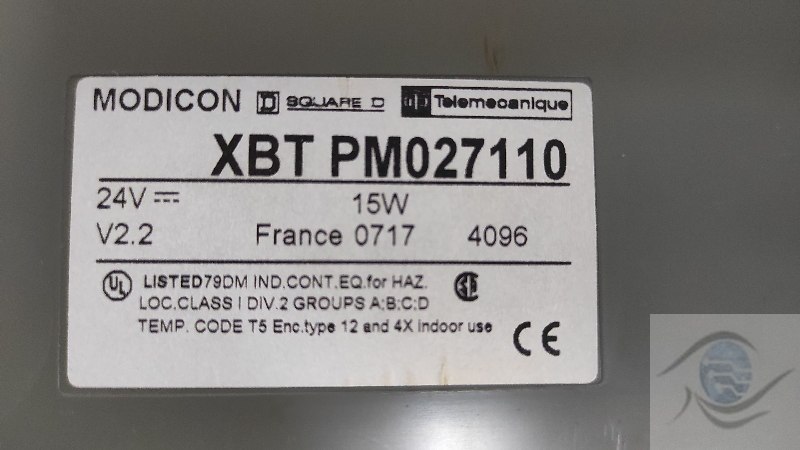 MODICON SQUARE D Telemecanique
XBT PM027110
24V 15W
V2.2 France 0717 4096
UL LISTED79DM IND.CONT.EQ.for HAZ.
LOC.CLASS I DIV.2 GROUPS A:B:C:D
TEMP. CODE T5 Enc.type 12 and 4X indoor use
CE